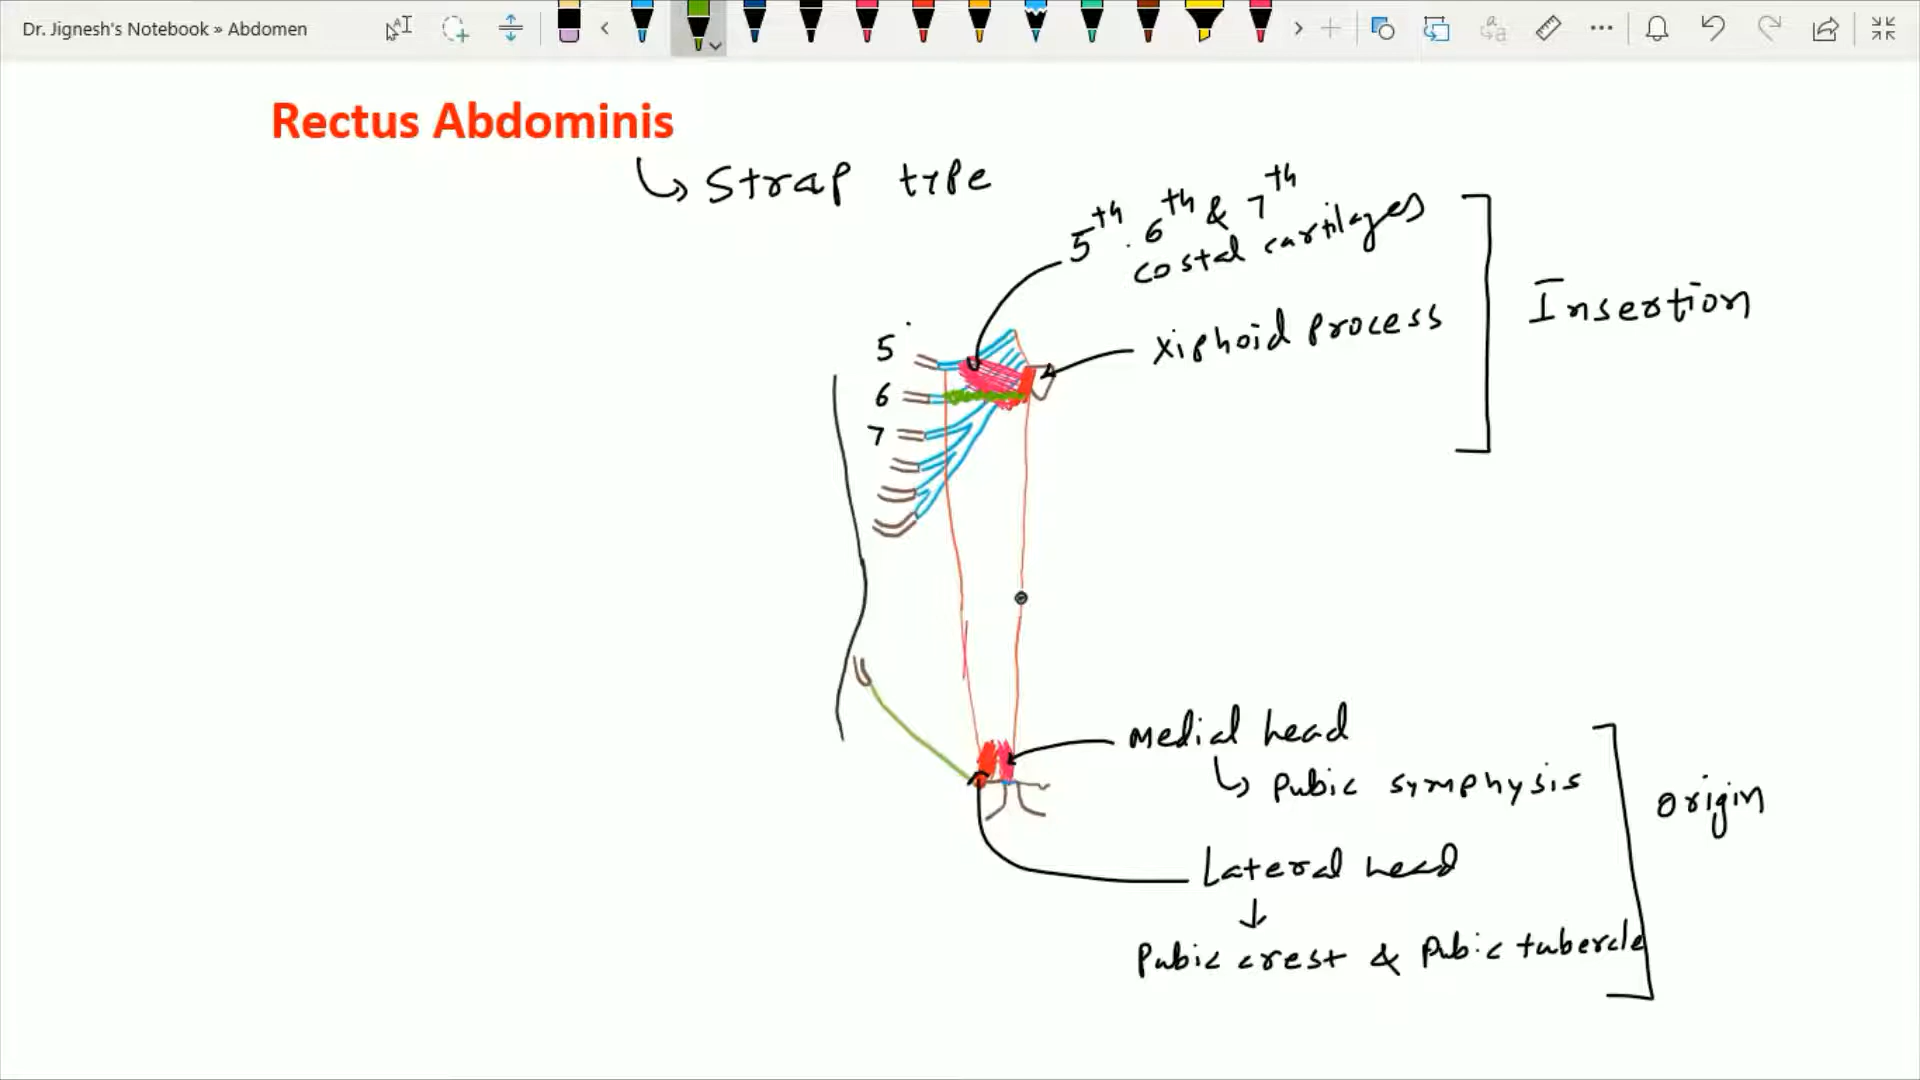 Dr. Jignesh's Notebook » Abdomen
Rectus Abdominis
Strap type
5th. 6th & 7th
costal cartilages
Xiphoid process
Insertion
5
6
7
Medial head
Pubic symphysis
origin
Lateral head
Pubic crest & Pubic tubercle